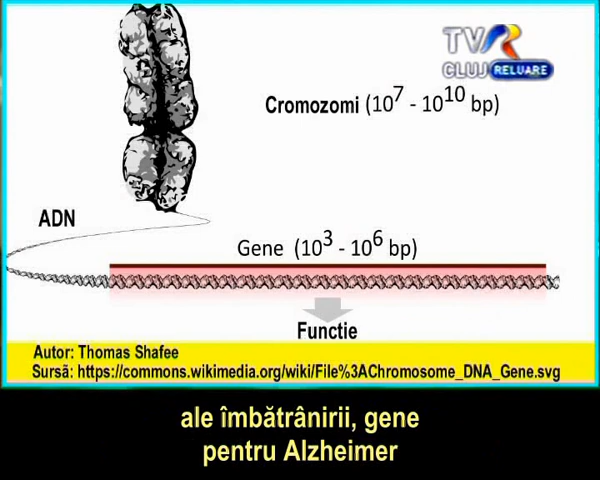 TVR
CLUJ RELUARE
Cromozomi (10⁷ - 10¹⁰ bp)
ADN
Gene (10³ - 10⁶ bp)
Functie
Autor: Thomas Shafee
Sursă: https://commons.wikimedia.org/wiki/File%3AChromosome_DNA_Gene.svg
ale îmbătrânirii, gene
pentru Alzheimer